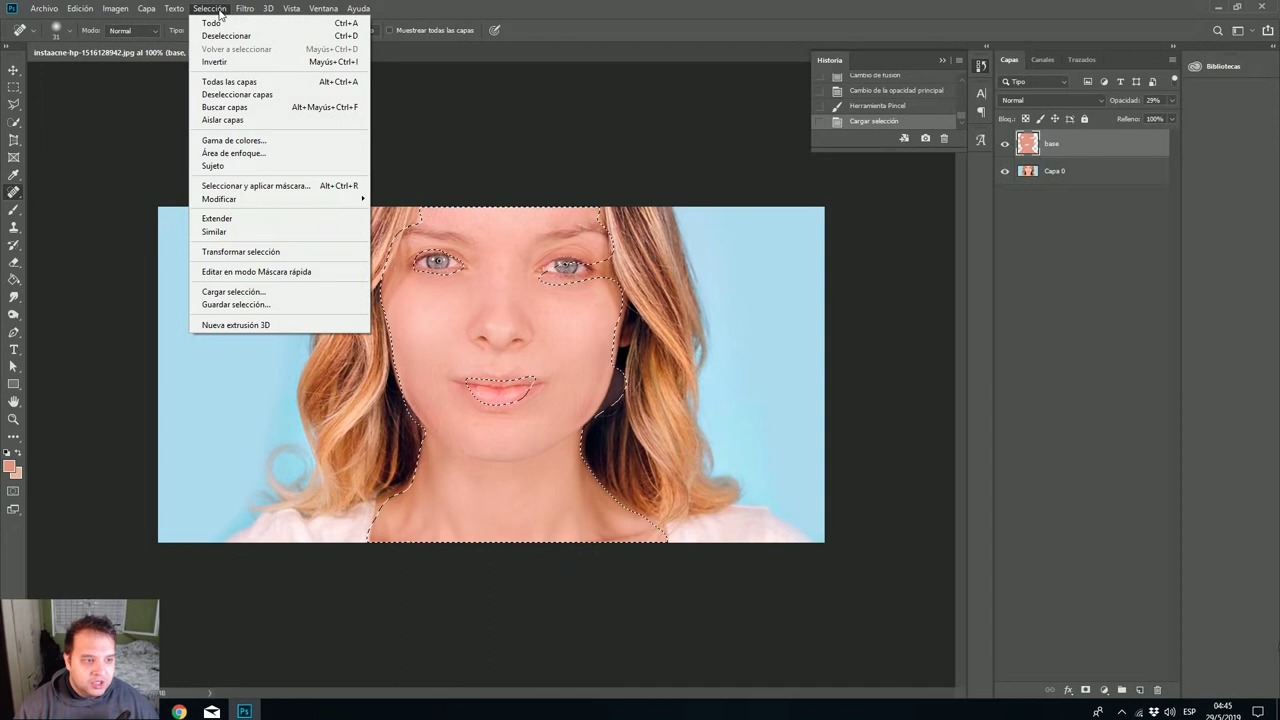 Ps Archivo Edición Imagen Capa Texto Selección Filtro 3D Vista Ventana Ayuda
31 Modo: Normal Tipo: Muestrear todas las capas
instaacne-hp-1516128942.jpg al 100% (base,
Todo Ctrl+A
Deseleccionar Ctrl+D
Volver a seleccionar Mayús+Ctrl+D
Invertir Mayús+Ctrl+I
Todas las capas Alt+Ctrl+A
Deseleccionar capas
Buscar capas Alt+Mayús+Ctrl+F
Aislar capas
Gama de colores...
Área de enfoque...
Sujeto
Seleccionar y aplicar máscara... Alt+Ctrl+R
Modificar
Extender
Similar
Transformar selección
Editar en modo Máscara rápida
Cargar selección...
Guardar selección...
Nueva extrusión 3D
Historia
Cambio de fusión
Cambio de la opacidad principal
Herramienta Pincel
Cargar selección
Capas Canales Trazados
Tipo
Normal Opacidad: 29%
Bloq.: Relleno: 100%
base
Capa 0
Bibliotecas
Ps
ESP
04:45
29/5/2019